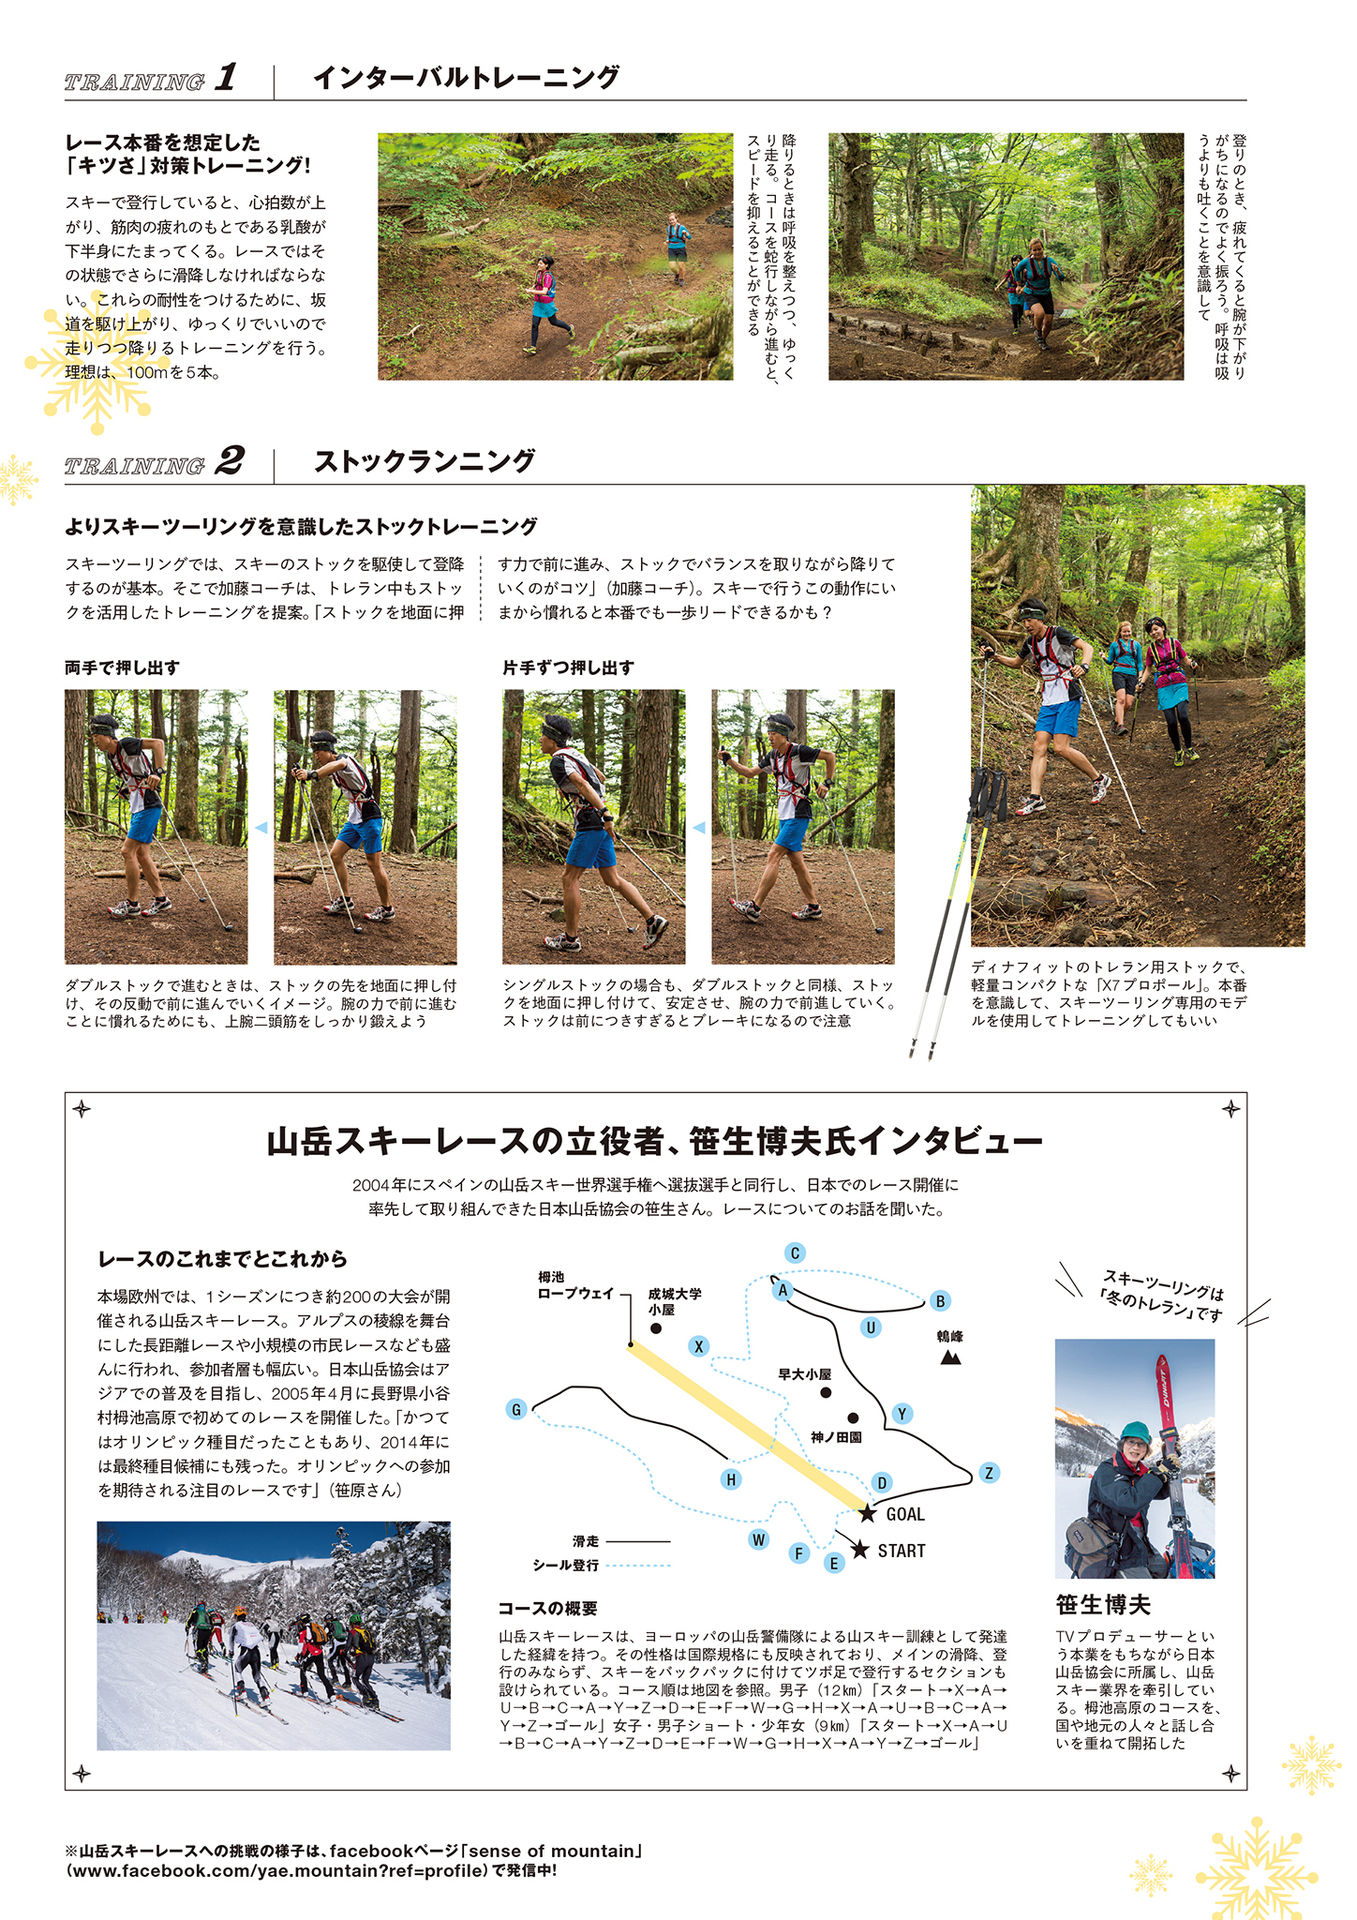 TRAINING 1
インターバルトレーニング
レース本番を想定した
「キツさ」対策トレーニング！
スキーで登行していると、心拍数が上
がり、筋肉の疲れのもとである乳酸が
下半身にたまってくる。レースではそ
の状態でさらに滑降しなければならな
い。これらの耐性をつけるために、坂
道を駆け上がり、ゆっくりでいいので
走りつつ降りるトレーニングを行う。
理想は、100mを5本。
降りるときは呼吸を整えつつ、ゆっく
り走る。コースを蛇行しながら進むと、
スピードを抑えることができる
登りのとき、疲れてくると腕が下がり
がちになるのでよく振ろう。呼吸は吸
うよりも吐くことを意識して
TRAINING 2
ストックランニング
よりスキーツーリングを意識したストックトレーニング
スキーツーリングでは、スキーのストックを駆使して登降
するのが基本。そこで加藤コーチは、トレラン中もストッ
クを活用したトレーニングを提案。「ストックを地面に押
す力で前に進み、ストックでバランスを取りながら降りて
いくのがコツ」（加藤コーチ）。スキーで行うこの動作にい
まから慣れると本番でも一歩リードできるかも？
両手で押し出す
ダブルストックで進むときは、ストックの先を地面に押し付
け、その反動で前に進んでいくイメージ。腕の力で前に進む
ことに慣れるためにも、上腕二頭筋をしっかり鍛えよう
片手ずつ押し出す
シングルストックの場合も、ダブルストックと同様、ストッ
クを地面に押し付けて、安定させ、腕の力で前進していく。
ストックは前につきすぎるとブレーキになるので注意
ディナフィットのトレラン用ストックで、
軽量コンパクトな「X7プロポール」。本番
を意識して、スキーツーリング専用のモデ
ルを使用してトレーニングしてもいい
山岳スキーレースの立役者、笹生博夫氏インタビュー
2004年にスペインの山岳スキー世界選手権へ選抜選手と同行し、日本でのレース開催に
率先して取り組んできた日本山岳協会の笹生さん。レースについてのお話を聞いた。
レースのこれまでとこれから
本場欧州では、1シーズンにつき約200の大会が開
催される山岳スキーレース。アルプスの稜線を舞台
にした長距離レースや小規模の市民レースなども盛
んに行われ、参加者層も幅広い。日本山岳協会はア
ジアでの普及を目指し、2005年4月に長野県小谷
村栂池高原で初めてのレースを開催した。「かつて
はオリンピック種目だったこともあり、2014年に
は最終種目候補にも残った。オリンピックへの参加
を期待される注目のレースです」（笹原さん）
栂池
ロープウェイ
成城大学
小屋
C
A
B
U
鵯峰
X
早大小屋
神ノ田園
Y
G
H
D
Z
GOAL
W
F
E
START
滑走
シール登行
コースの概要
山岳スキーレースは、ヨーロッパの山岳警備隊による山スキー訓練として発達
した経緯を持つ。その性格は国際規格にも反映されており、メインの滑降、登
行のみならず、スキーをバックパックに付けてツボ足で登行するセクションも
設けられている。コース順は地図を参照。男子（12km）「スタート→X→A→
U→B→C→A→Y→Z→D→E→F→W→G→H→X→A→U→B→C→A→
Y→Z→ゴール」女子・男子ショート・少年女（9km）「スタート→X→A→U
→B→C→A→Y→Z→D→E→F→W→G→H→X→A→Y→Z→ゴール」
スキーツーリングは
「冬のトレラン」です
DYNAFIT
笹生博夫
TVプロデューサーとい
う本業をもちながら日本
山岳協会に所属し、山岳
スキー業界を牽引してい
る。栂池高原のコースを、
国や地元の人々と話し合
いを重ねて開拓した
※山岳スキーレースへの挑戦の様子は、facebookページ「sense of mountain」
（www.facebook.com/yae.mountain?ref=profile）で発信中！